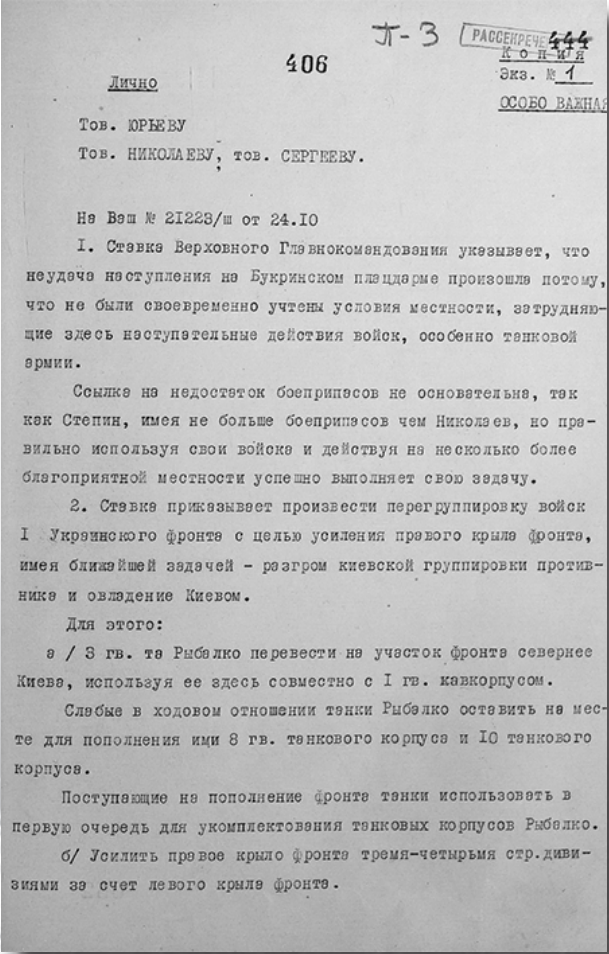 П-3
РАССЕКРЕЧЕ
444
406
Копия
Экз. № 1
Лично
ОСОБО ВАЖНАЯ
Тов. ЮРЬЕВУ
Тов. НИКОЛАЕВУ, тов. СЕРГЕЕВУ.
На Ваш № 21223/ш от 24.10
1. Ставка Верховного Главнокомандования указывает, что
неудача наступления на Букринском плацдарме произошла потому,
что не были своевременно учтены условия местности, затрудняю-
щие здесь наступательные действия войск, особенно танковой
армии.
Ссылка на недостаток боеприпасов не основательна, так
как Степин, имея не больше боеприпасов чем Николаев, но пра-
вильно используя свои войска и действуя на несколько более
благоприятной местности успешно выполняет свою задачу.
2. Ставка приказывает произвести перегруппировку войск
I Украинского фронта с целью усиления правого крыла фронта,
имея ближайшей задачей - разгром киевской группировки против-
ника и овладение Киевом.
Для этого:
а / 3 гв. та Рыбалко перевести на участок фронта севернее
Киева, используя ее здесь совместно с I гв. кавкорпусом.
Слабые в ходовом отношении танки Рыбалко оставить на мес-
те для пополнения ими 8 гв. танкового корпуса и 10 танкового
корпуса.
Поступающие на пополнение фронта танки использовать в
первую очередь для укомплектования танковых корпусов Рыбалко.
б/ Усилить правое крыло фронта тремя-четырьмя стр.диви-
зиями за счет левого крыла фронта.